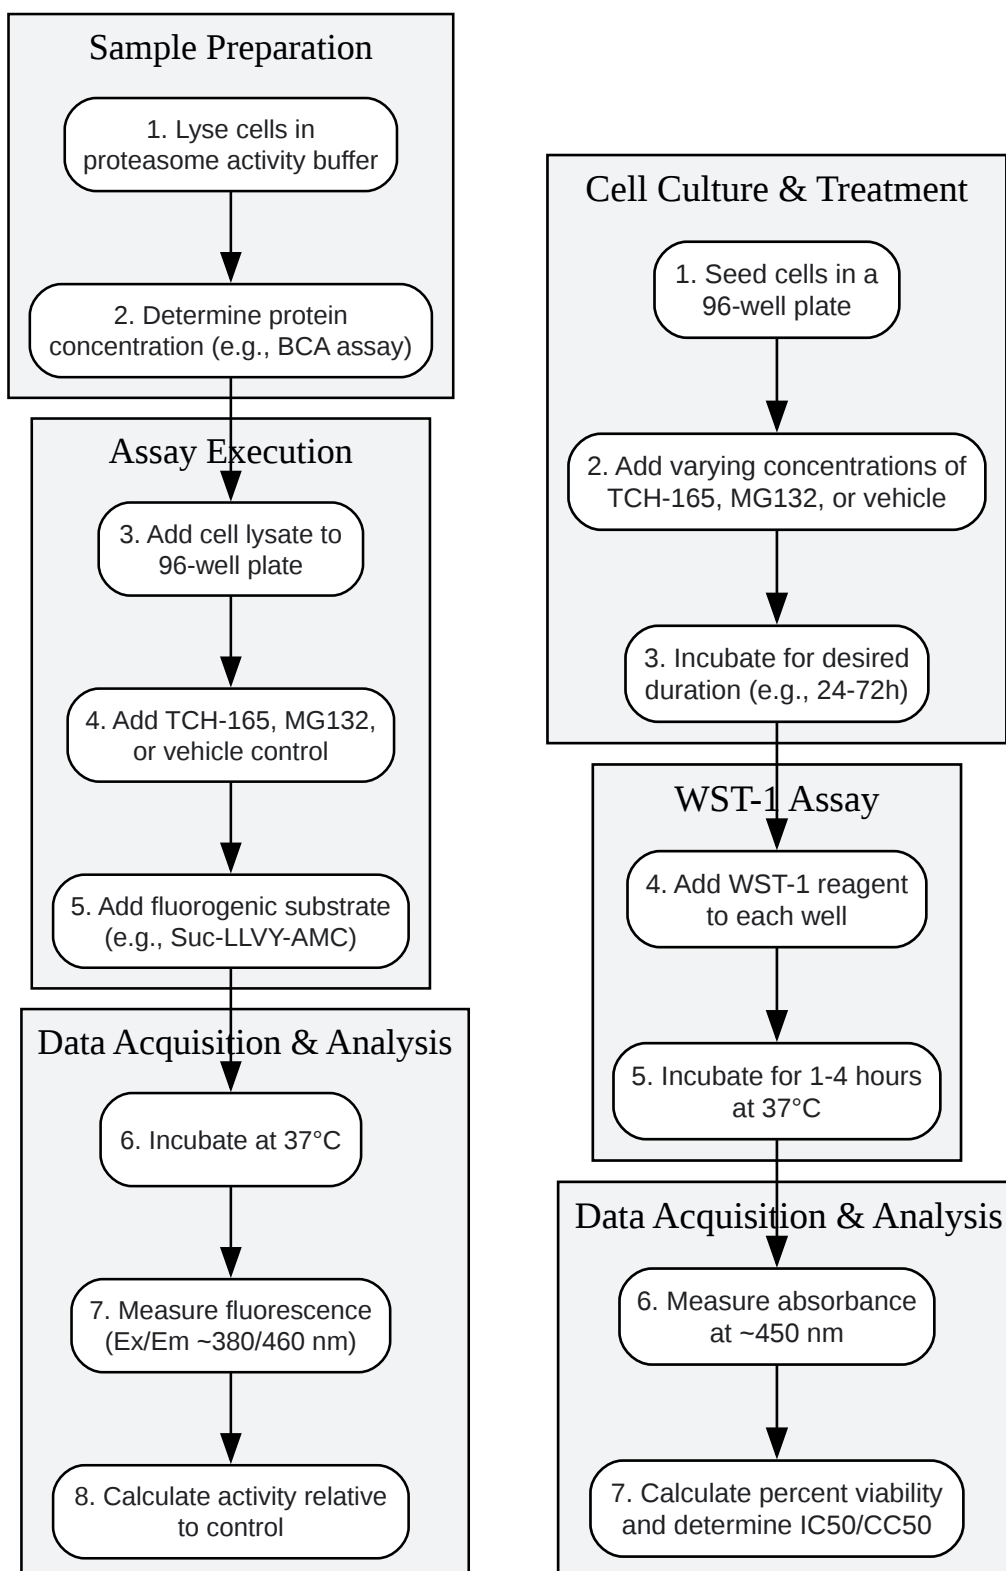 Sample Preparation
1. Lyse cells in
proteasome activity buffer
2. Determine protein
concentration (e.g., BCA assay)
Assay Execution
3. Add cell lysate to
96-well plate
4. Add TCH-165, MG132,
or vehicle control
5. Add fluorogenic substrate
(e.g., Suc-LLVY-AMC)
Data Acquisition & Analysis
6. Incubate at 37°C
7. Measure fluorescence
(Ex/Em ~380/460 nm)
8. Calculate activity relative
to control
Cell Culture & Treatment
1. Seed cells in a
96-well plate
2. Add varying concentrations of
TCH-165, MG132, or vehicle
3. Incubate for desired
duration (e.g., 24-72h)
WST-1 Assay
4. Add WST-1 reagent
to each well
5. Incubate for 1-4 hours
at 37°C
Data Acquisition & Analysis
6. Measure absorbance
at ~450 nm
7. Calculate percent viability
and determine IC50/CC50